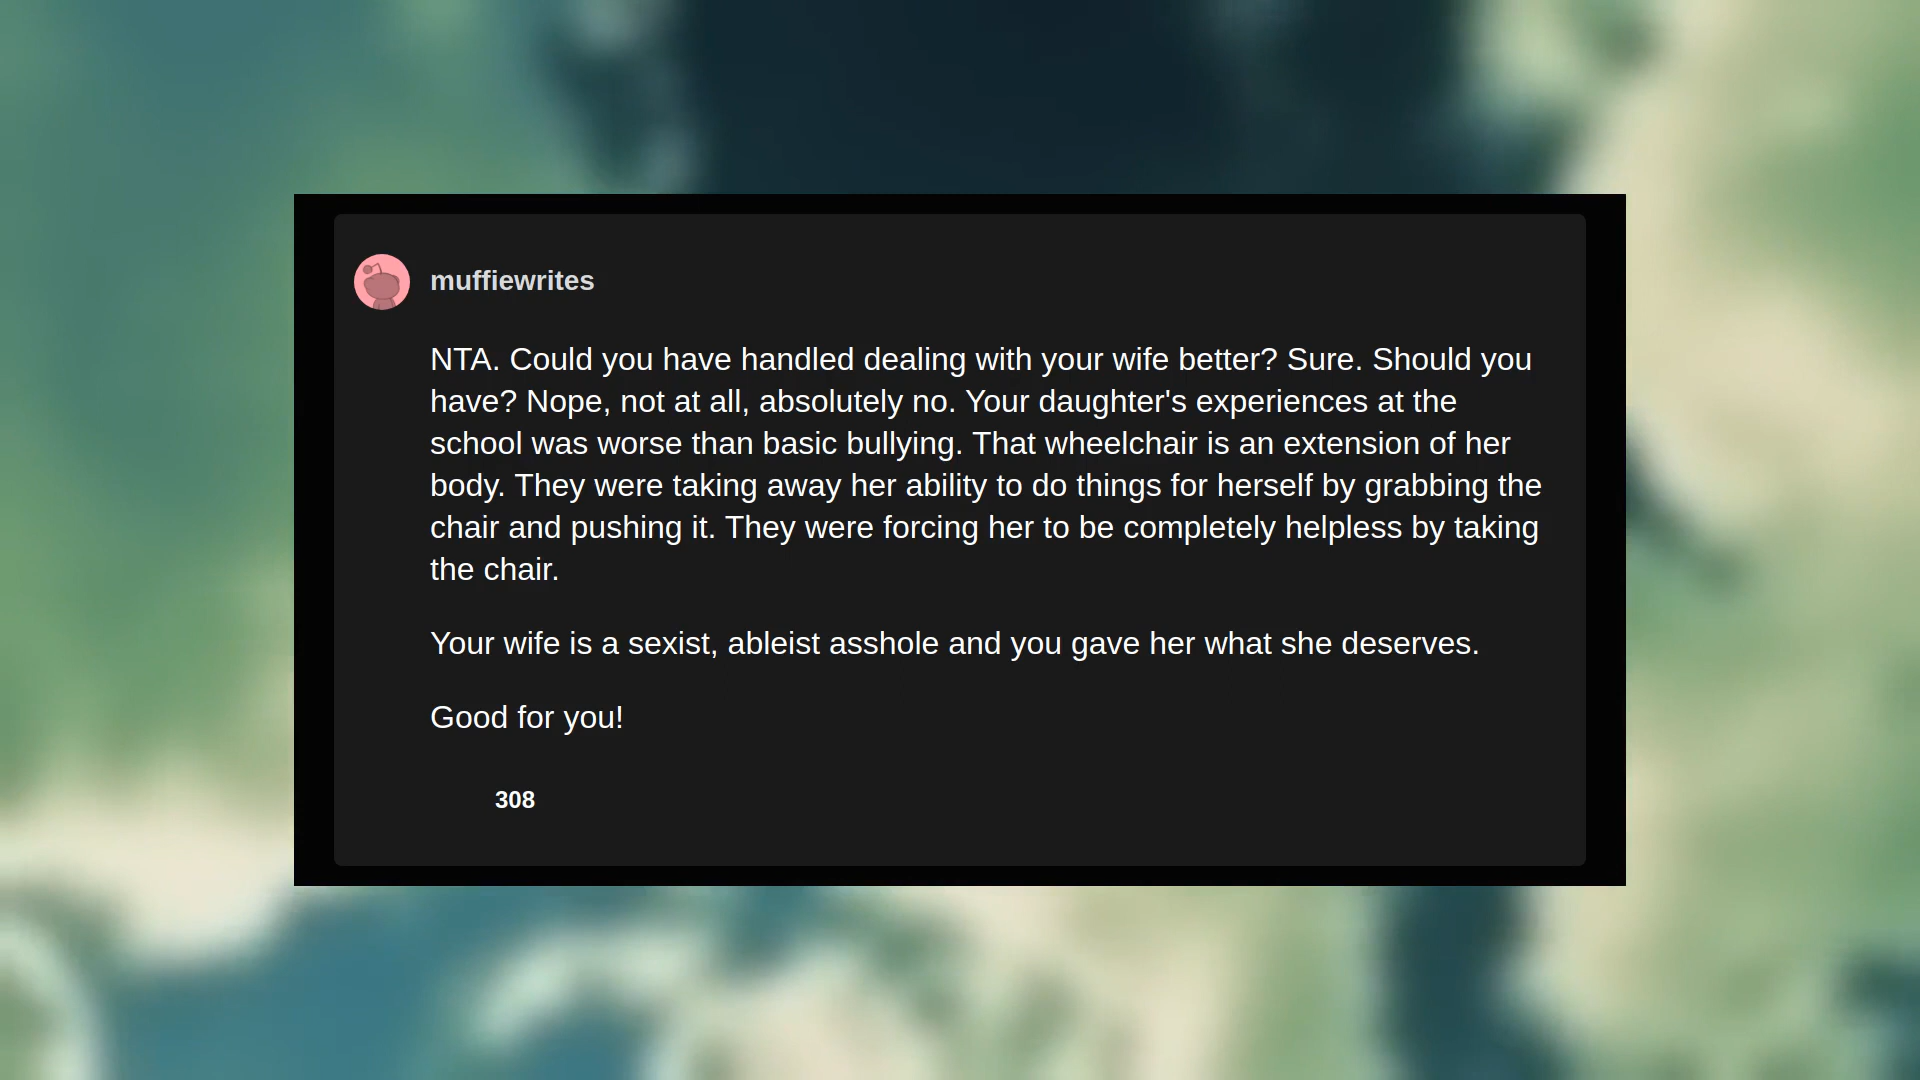 muffiewrites
NTA. Could you have handled dealing with your wife better? Sure. Should you
have? Nope, not at all, absolutely no. Your daughter's experiences at the
school was worse than basic bullying. That wheelchair is an extension of her
body. They were taking away her ability to do things for herself by grabbing the
chair and pushing it. They were forcing her to be completely helpless by taking
the chair.
Your wife is a sexist, ableist asshole and you gave her what she deserves.
Good for you!
308